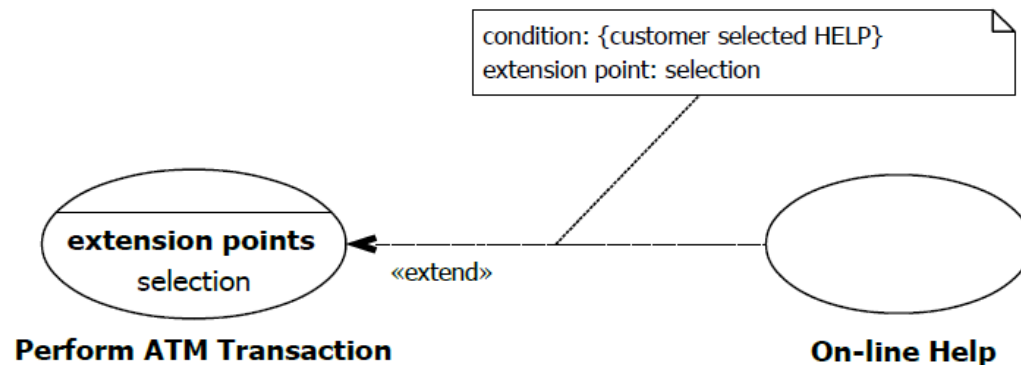 condition: {customer selected HELP}
extension point: selection
extension points
selection
«extend»
Perform ATM Transaction
On-line Help